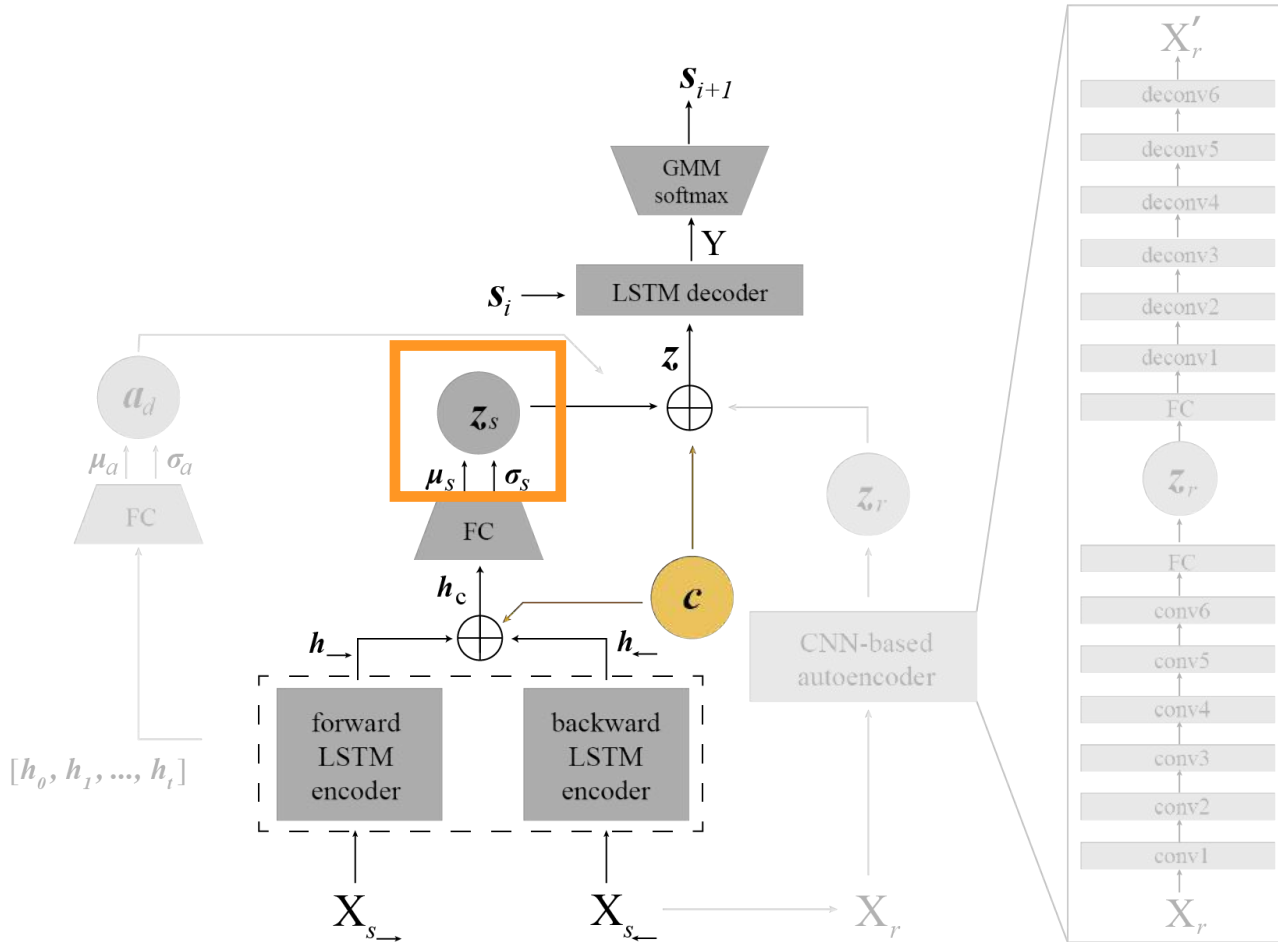 s_{i+1}
GMM
softmax
Y
s_i
LSTM decoder
z
a_d
z_s
μ_a σ_a
μ_s σ_s
FC
FC
z_r
h_c
c
h→
h←
CNN-based
autoencoder
forward
LSTM
encoder
backward
LSTM
encoder
[h_0, h_1, ..., h_t]
X_s→
X_s←
X_r
X'_r
deconv6
deconv5
deconv4
deconv3
deconv2
deconv1
FC
z_r
FC
conv6
conv5
conv4
conv3
conv2
conv1
X_r